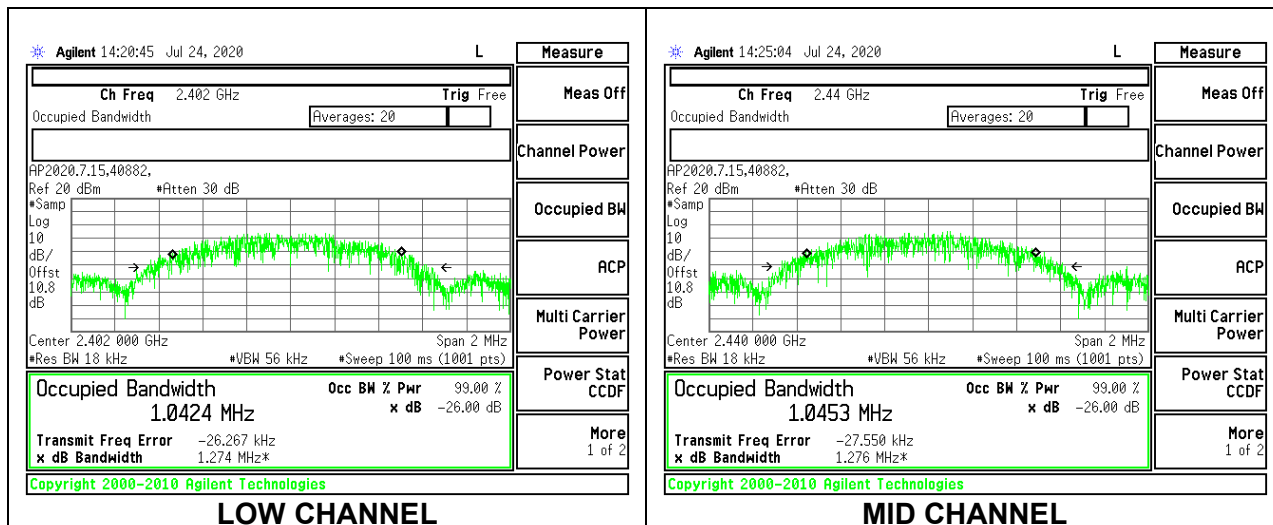 Agilent 14:20:45 Jul 24, 2020 L
Measure
Ch Freq 2.402 GHz Trig Free
Occupied Bandwidth Averages: 20
AP2020.7.15,40882,
Ref 20 dBm #Atten 30 dB
#Samp
Log
10
dB/
Offst
10.8
dB
Center 2.402 000 GHz Span 2 MHz
#Res BW 18 kHz #VBW 56 kHz #Sweep 100 ms (1001 pts)
Occupied Bandwidth Occ BW % Pwr 99.00 %
1.0424 MHz x dB -26.00 dB
Transmit Freq Error -26.267 kHz
x dB Bandwidth 1.274 MHz*
Copyright 2000-2010 Agilent Technologies
Meas Off
Channel Power
Occupied BW
ACP
Multi Carrier
Power
Power Stat
CCDF
More
1 of 2
LOW CHANNEL
Agilent 14:25:04 Jul 24, 2020 L
Measure
Ch Freq 2.44 GHz Trig Free
Occupied Bandwidth Averages: 20
AP2020.7.15,40882,
Ref 20 dBm #Atten 30 dB
#Samp
Log
10
dB/
Offst
10.8
dB
Center 2.440 000 GHz Span 2 MHz
#Res BW 18 kHz #VBW 56 kHz #Sweep 100 ms (1001 pts)
Occupied Bandwidth Occ BW % Pwr 99.00 %
1.0453 MHz x dB -26.00 dB
Transmit Freq Error -27.550 kHz
x dB Bandwidth 1.276 MHz*
Copyright 2000-2010 Agilent Technologies
Meas Off
Channel Power
Occupied BW
ACP
Multi Carrier
Power
Power Stat
CCDF
More
1 of 2
MID CHANNEL